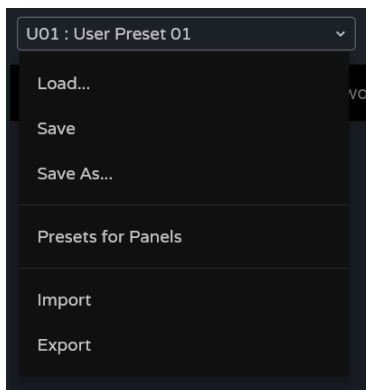 U01 : User Preset 01
Load...
Save
Save As...
Presets for Panels
Import
Export